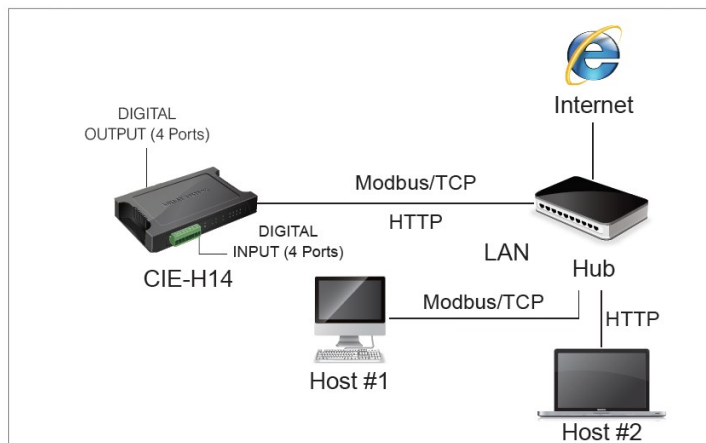 Internet
DIGITAL
OUTPUT (4 Ports)
Modbus/TCP
HTTP
DIGITAL
INPUT (4 Ports)
CIE-H14
LAN
Hub
Modbus/TCP
HTTP
Host #1
Host #2